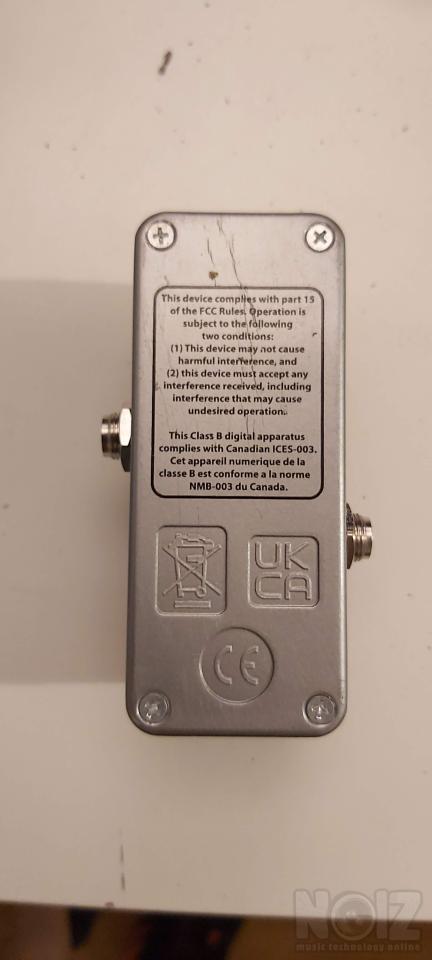 This device complies with part 15
of the FCC Rules. Operation is
subject to the following
two conditions:
(1) This device may not cause
harmful interference, and
(2) this device must accept any
interference received, including
interference that may cause
undesired operation.
This Class B digital apparatus
complies with Canadian ICES-003.
Cet appareil numerique de la
classe B est conforme a la norme
NMB-003 du Canada.
UK
CA
CE
NOIZ
music technology online